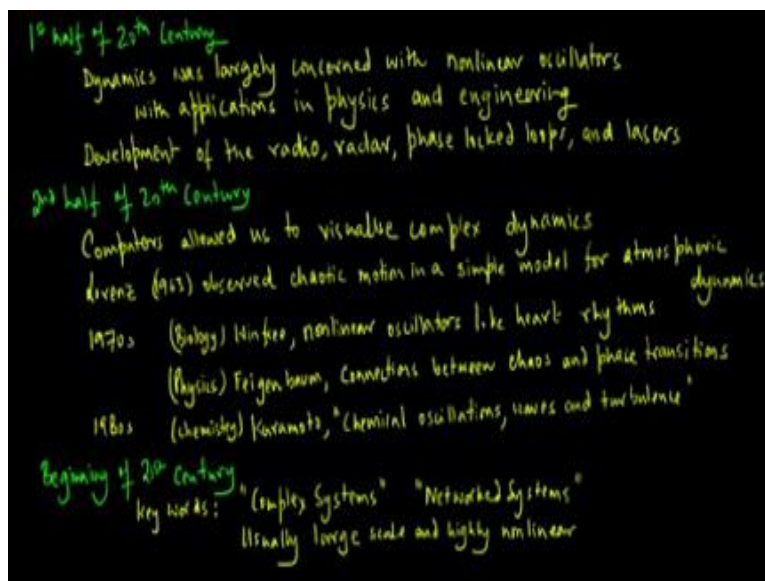 1st half of 20th Century
Dynamics was largely concerned with nonlinear oscillators
with applications in physics and engineering
Development of the radio, radar, phase locked loops, and lasers
2nd half of 20th Century
Computers allowed us to visualise complex dynamics
Lorenz (1963) observed chaotic motion in a simple model for atmospheric
dynamics
1970s (Biology) Winfree, nonlinear oscillators like heart rhythms
(Physics) Feigenbaum, Connections between chaos and phase transitions
1980s (Chemistry) Kuramoto, "Chemical oscillations, waves and turbulence"
Beginning of 21st Century
Key words: "Complex Systems" "Networked Systems"
Usually large scale and highly nonlinear